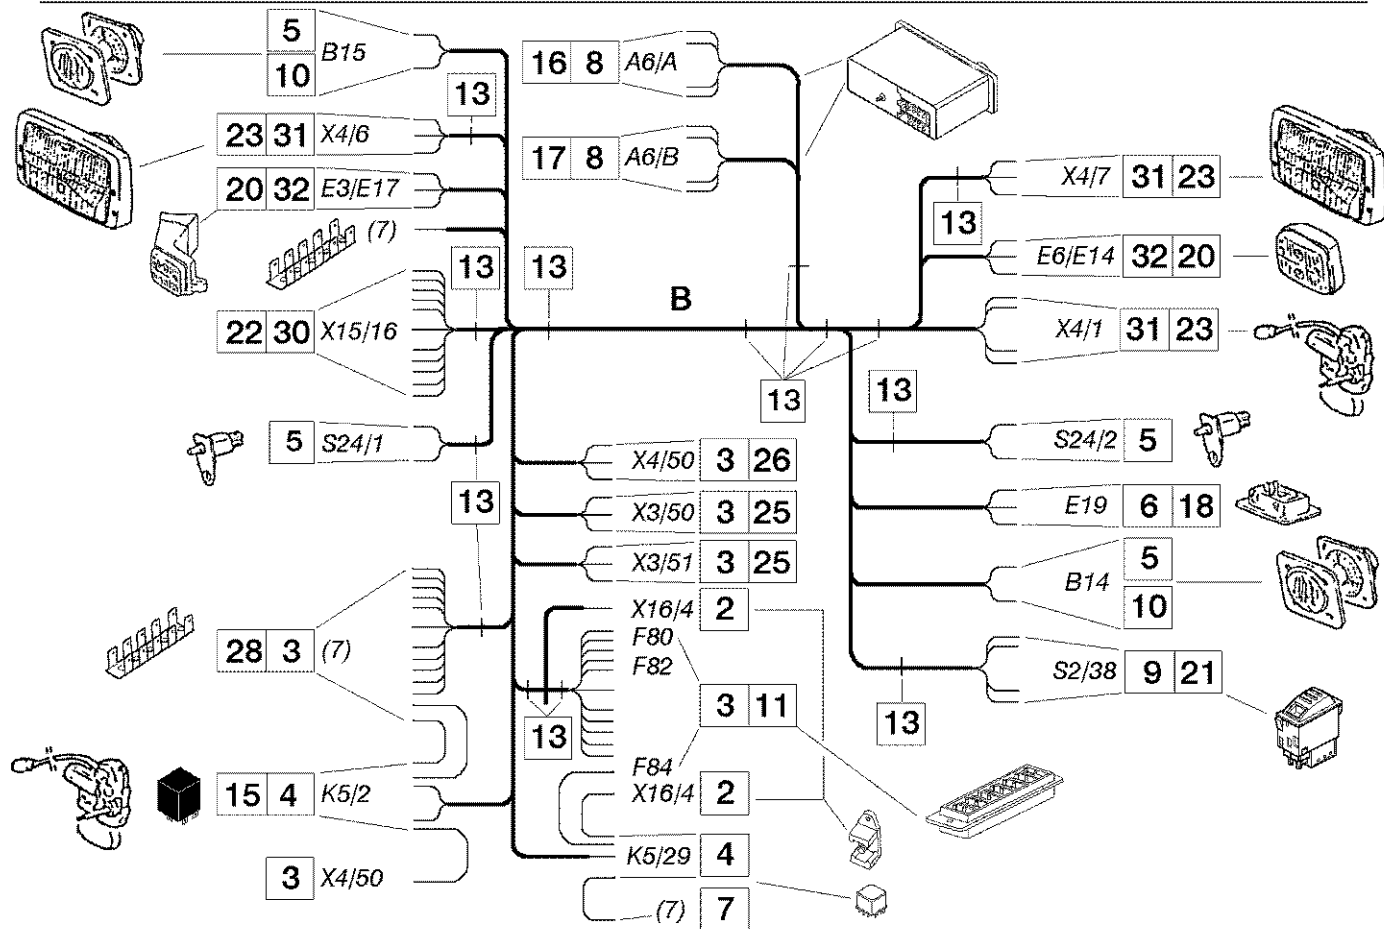 5
10 B15
16 8 A6/A
13
23 31 X4/6
17 8 A6/B
X4/7 31 23
20 32 E3/E17
13
(7)
E6/E14 32 20
13
13
B
22 30 X15/16
X4/1 31 23
13
13
5 S24/1
S24/2 5
X4/50 3 26
13
X3/50 3 25
E19 6 18
X3/51 3 25
5
B14
10
X16/4 2
F80
28 3 (7)
F82
S2/38 9 21
3 11
13
13
F84
15 4 K5/2
X16/4 2
K5/29 4
3 X4/50
(7) 7